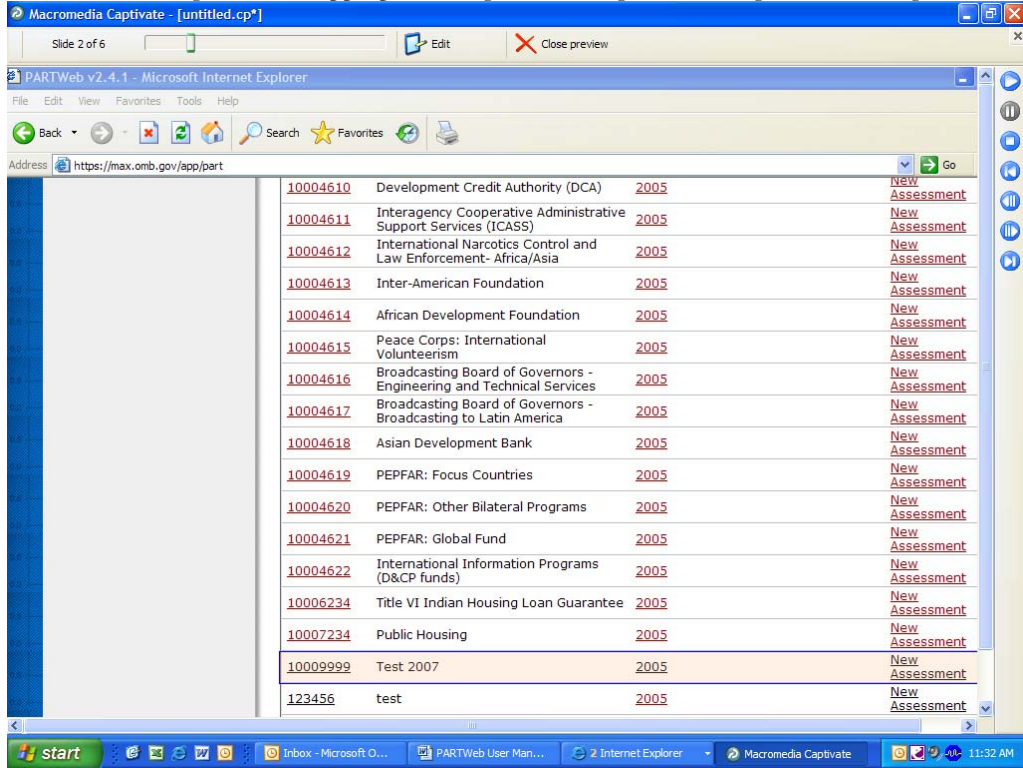 Macromedia Captivate - [untitled.cp*]
Slide 2 of 6 Edit Close preview
PARTWeb v2.4.1 - Microsoft Internet Explorer
File Edit View Favorites Tools Help
Back Search Favorites
Address https://max.omb.gov/app/part Go
10004610 Development Credit Authority (DCA) 2005 New Assessment
10004611 Interagency Cooperative Administrative Support Services (ICASS) 2005 New Assessment
10004612 International Narcotics Control and Law Enforcement- Africa/Asia 2005 New Assessment
10004613 Inter-American Foundation 2005 New Assessment
10004614 African Development Foundation 2005 New Assessment
10004615 Peace Corps: International Volunteerism 2005 New Assessment
10004616 Broadcasting Board of Governors - Engineering and Technical Services 2005 New Assessment
10004617 Broadcasting Board of Governors - Broadcasting to Latin America 2005 New Assessment
10004618 Asian Development Bank 2005 New Assessment
10004619 PEPFAR: Focus Countries 2005 New Assessment
10004620 PEPFAR: Other Bilateral Programs 2005 New Assessment
10004621 PEPFAR: Global Fund 2005 New Assessment
10004622 International Information Programs (D&CP funds) 2005 New Assessment
10006234 Title VI Indian Housing Loan Guarantee 2005 New Assessment
10007234 Public Housing 2005 New Assessment
10009999 Test 2007 2005 New Assessment
123456 test 2005 New Assessment
start Inbox - Microsoft O... PARTWeb User Man... 2 Internet Explorer Macromedia Captivate 11:32 AM